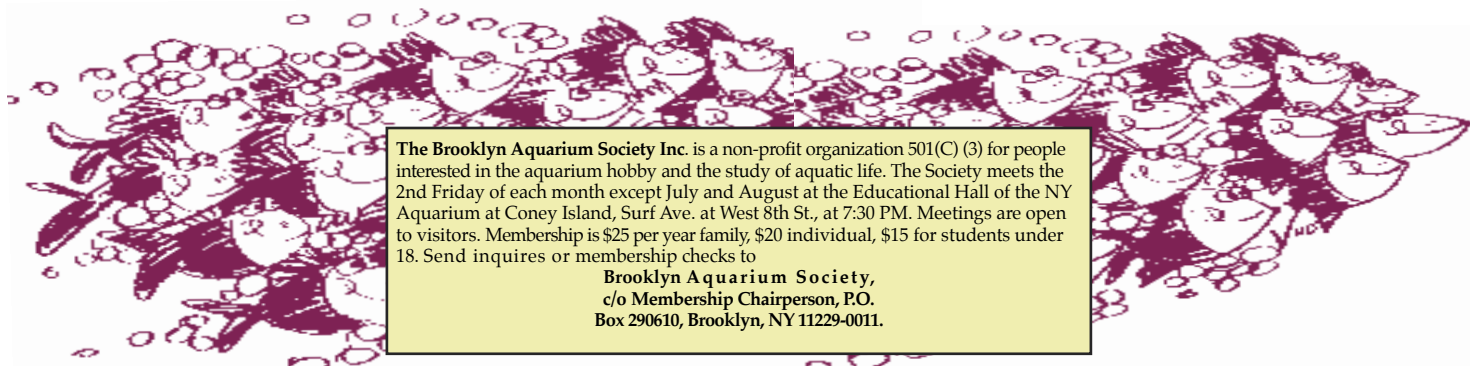 The Brooklyn Aquarium Society Inc. is a non-profit organization 501(C) (3) for people
interested in the aquarium hobby and the study of aquatic life. The Society meets the
2nd Friday of each month except July and August at the Educational Hall of the NY
Aquarium at Coney Island, Surf Ave. at West 8th St., at 7:30 PM. Meetings are open
to visitors. Membership is $25 per year family, $20 individual, $15 for students under
18. Send inquires or membership checks to
Brooklyn Aquarium Society,
c/o Membership Chairperson, P.O.
Box 290610, Brooklyn, NY 11229-0011.